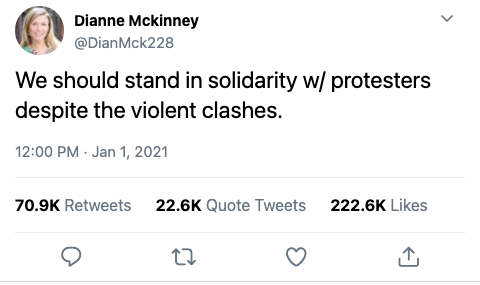 Dianne Mckinney
@DianMck228
We should stand in solidarity w/ protesters
despite the violent clashes.
12:00 PM · Jan 1, 2021
70.9K Retweets 22.6K Quote Tweets 222.6K Likes